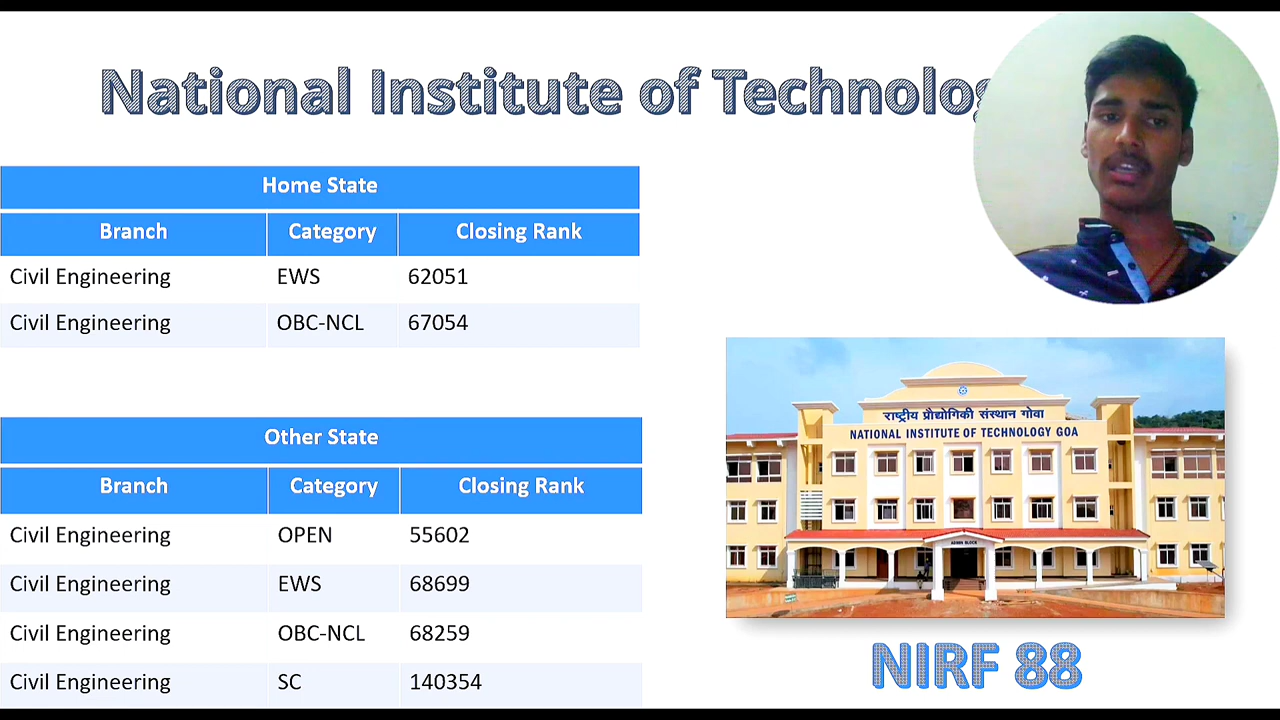 National Institute of
Home State
Branch Category Closing Rank
Civil Engineering EWS 62051
Civil Engineering OBC-NCL 67054
Other State
Branch Category Closing Rank
Civil Engineering OPEN 55602
Civil Engineering EWS 68699
Civil Engineering OBC-NCL 68259
Civil Engineering SC 140354
राष्ट्रीय प्रौद्योगिकी संस्थान गोवा
NATIONAL INSTITUTE OF TECHNOLOGY GOA
ADMIN BLOCK
NIRF 88